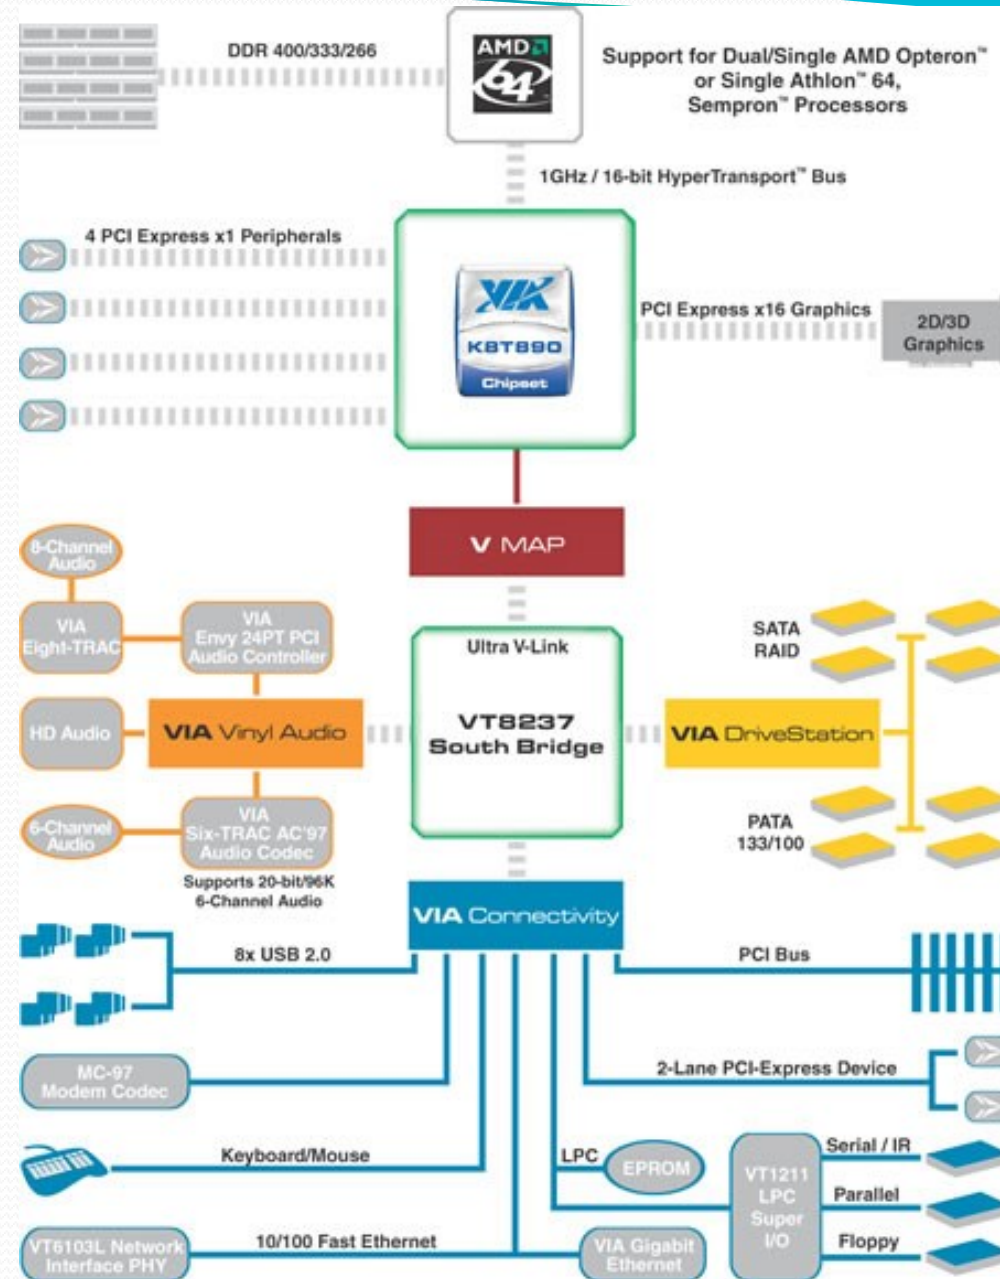 DDR 400/333/266
AMD
64
Support for Dual/Single AMD Opteron™
or Single Athlon™ 64,
Sempron™ Processors
1GHz / 16-bit HyperTransport™ Bus
4 PCI Express x1 Peripherals
VIA
K8T890
Chipset
PCI Express x16 Graphics
2D/3D
Graphics
V MAP
8-Channel
Audio
VIA
Eight-TRAC
VIA
Envy 24PT PCI
Audio Controller
Ultra V-Link
SATA
RAID
HD Audio
VIA Vinyl Audio
VT8237
South Bridge
VIA DriveStation
6-Channel
Audio
VIA
Six-TRAC AC'97
Audio Codec
PATA
133/100
Supports 20-bit/96K
6-Channel Audio
VIA Connectivity
8x USB 2.0
PCI Bus
MC-97
Modem Codec
2-Lane PCI-Express Device
Keyboard/Mouse
LPC
EPROM
VT1211
LPC
Super
I/O
Serial / IR
Parallel
Floppy
VT6103L Network
Interface PHY
10/100 Fast Ethernet
VIA Gigabit
Ethernet